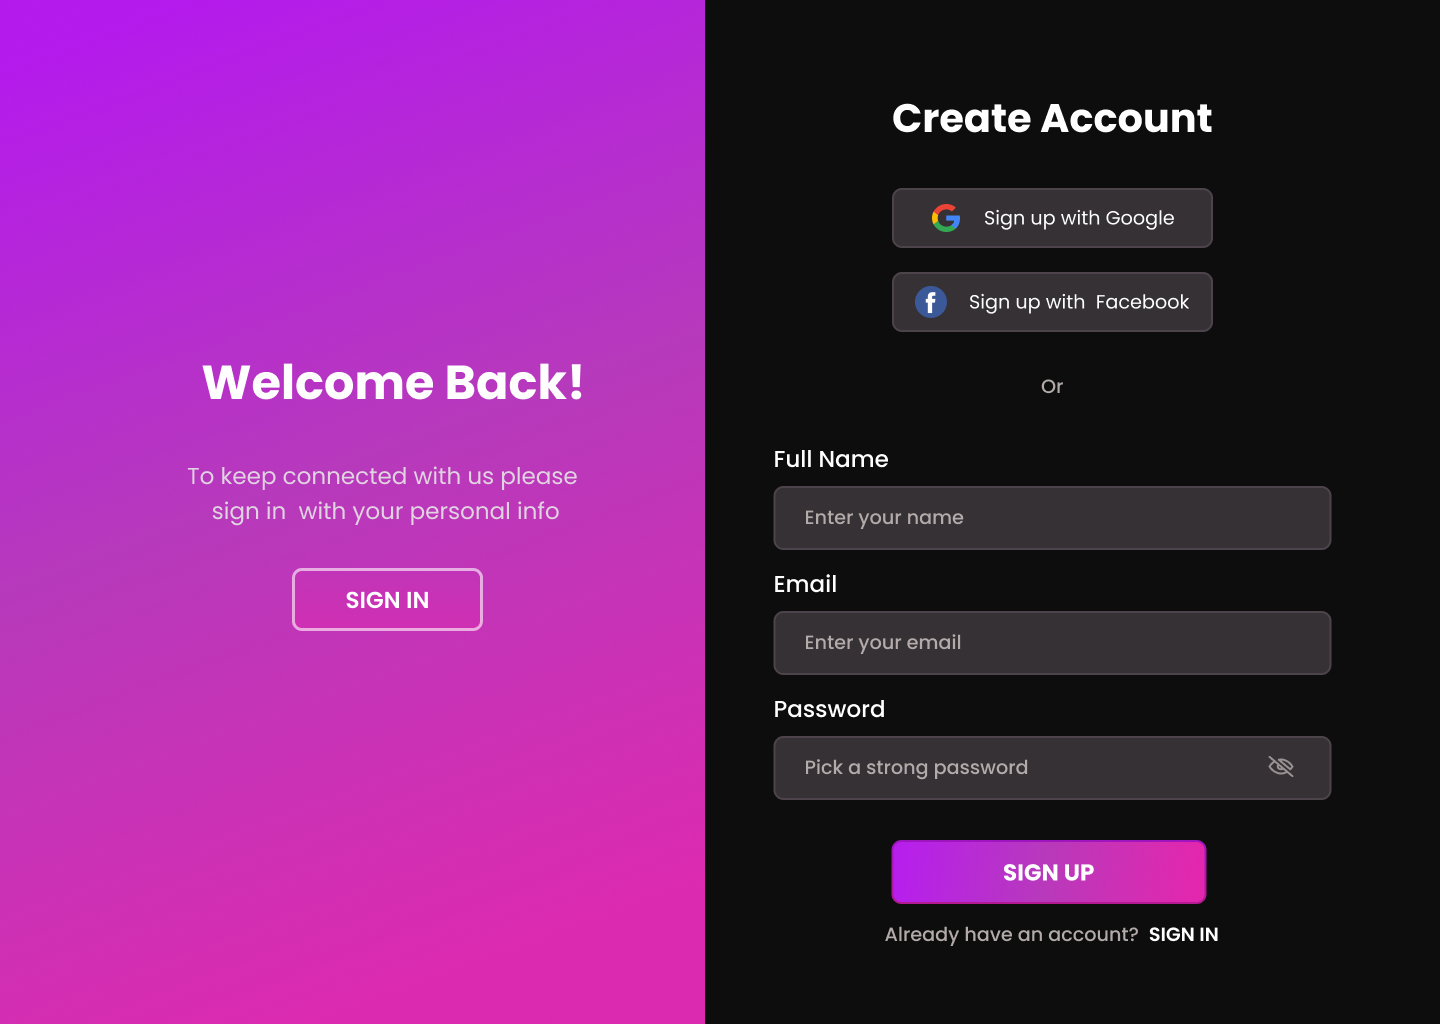 Welcome Back!
To keep connected with us please
sign in  with your personal info
SIGN IN
Create Account
Sign up with Google
Sign up with  Facebook
Or
Full Name
Enter your name
Email
Enter your email
Password
Pick a strong password
SIGN UP
Already have an account?  SIGN IN